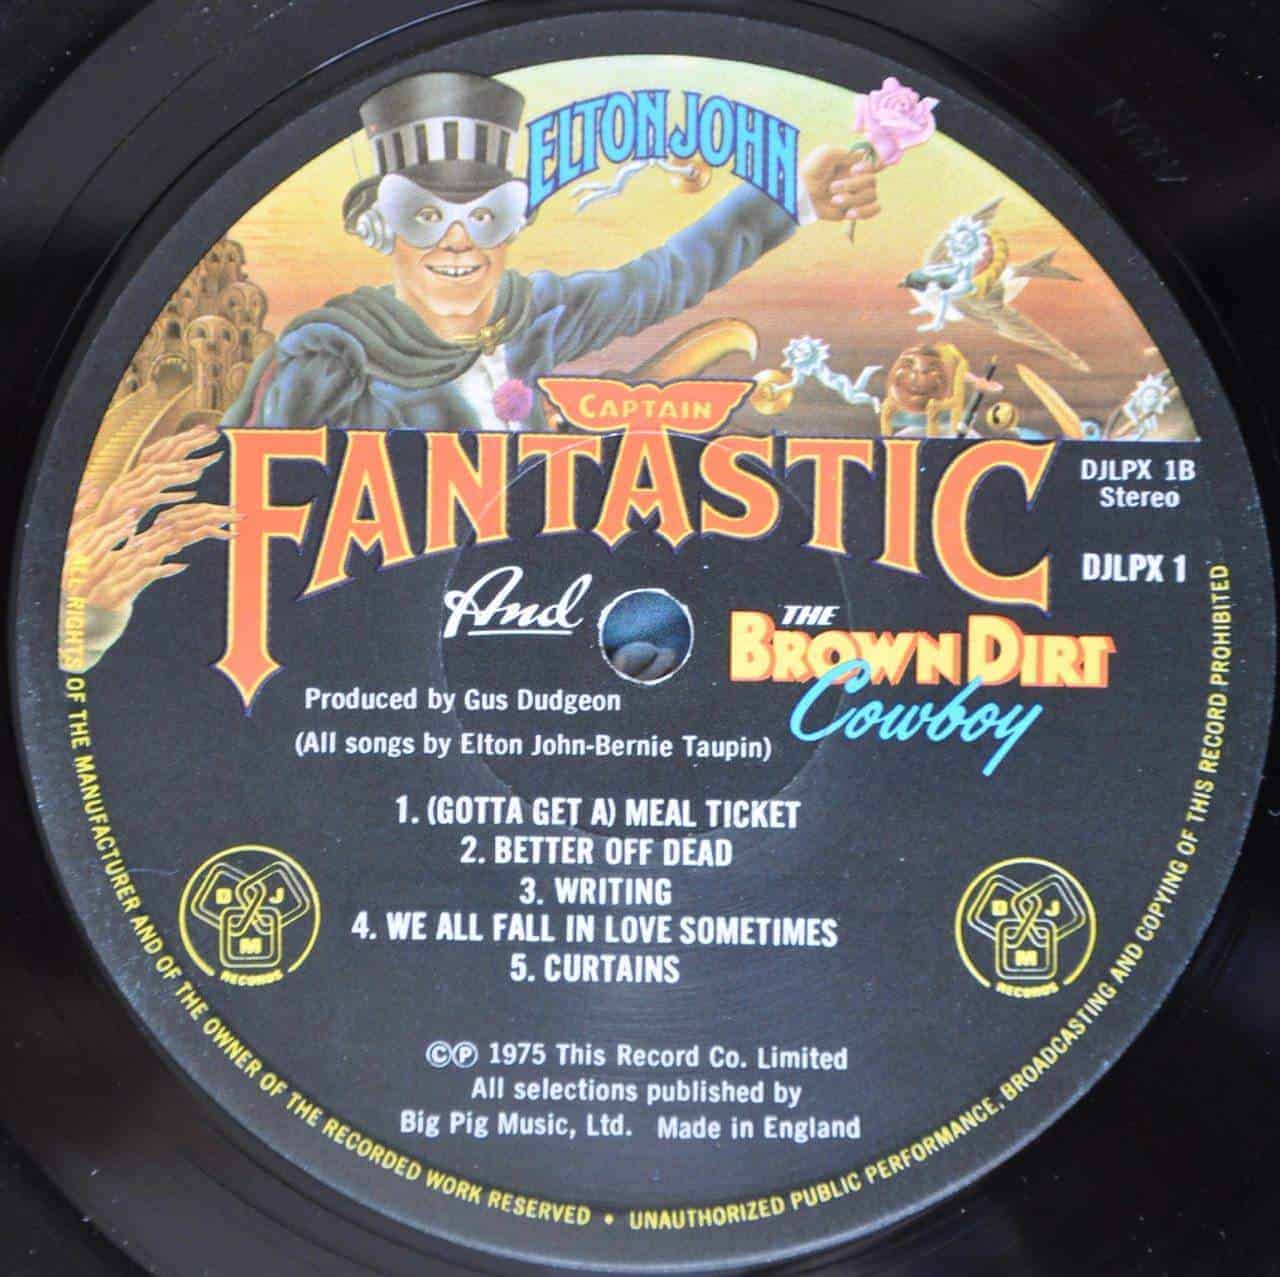 ELTON JOHN
CAPTAIN
FANTASTIC
And
THE
BROWN DIRT
Cowboy
DJLPX 1B
Stereo
DJLPX 1
Produced by Gus Dudgeon
(All songs by Elton John-Bernie Taupin)
1. (GOTTA GET A) MEAL TICKET
2. BETTER OFF DEAD
3. WRITING
4. WE ALL FALL IN LOVE SOMETIMES
5. CURTAINS
D J
M
RECORDS
D J
M
RECORDS
©℗ 1975 This Record Co. Limited
All selections published by
Big Pig Music, Ltd. Made in England
ALL RIGHTS OF THE MANUFACTURER AND OF THE OWNER OF THE RECORDED WORK RESERVED • UNAUTHORIZED PUBLIC PERFORMANCE, BROADCASTING AND COPYING OF THIS RECORD PROHIBITED